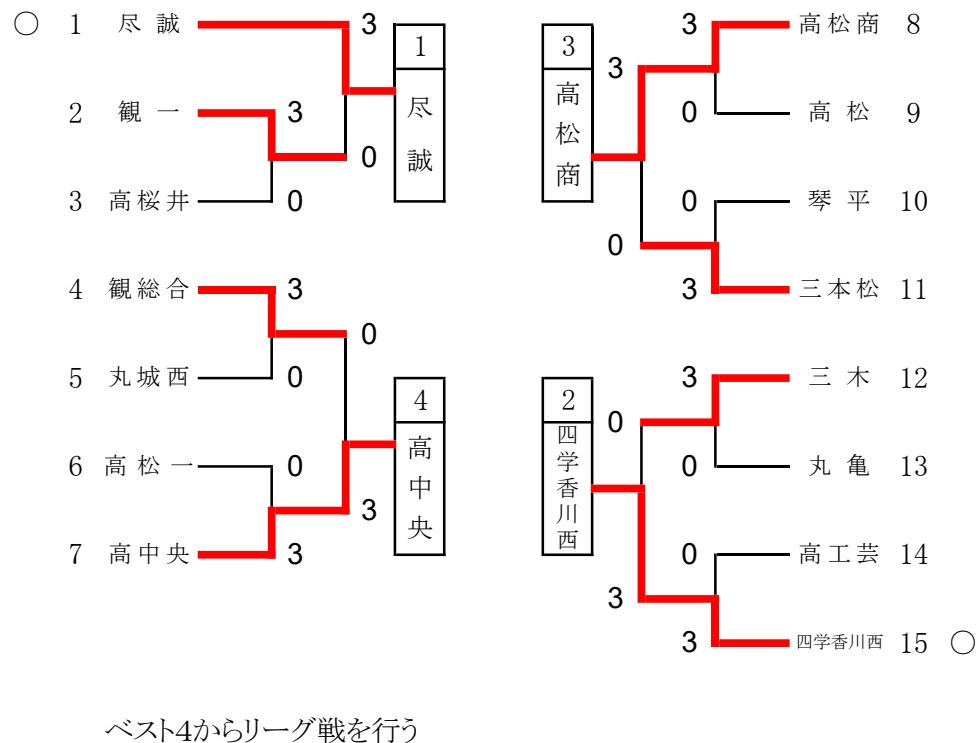 ○ 1 尽誠 3
1
尽誠
2 観一 3
0
3 高桜井 0
4 観総合 3
0
5 丸城西 0
4
高中央
6 高松一 0
3
7 高中央 3
3
高松商
3 高松商 8
3
0 高松 9
0 琴平 10
0
3 三本松 11
2
四学香川西
3 三木 12
0
0 丸亀 13
0 高工芸 14
3
3 四学香川西 15 ○
ベスト4からリーグ戦を行う